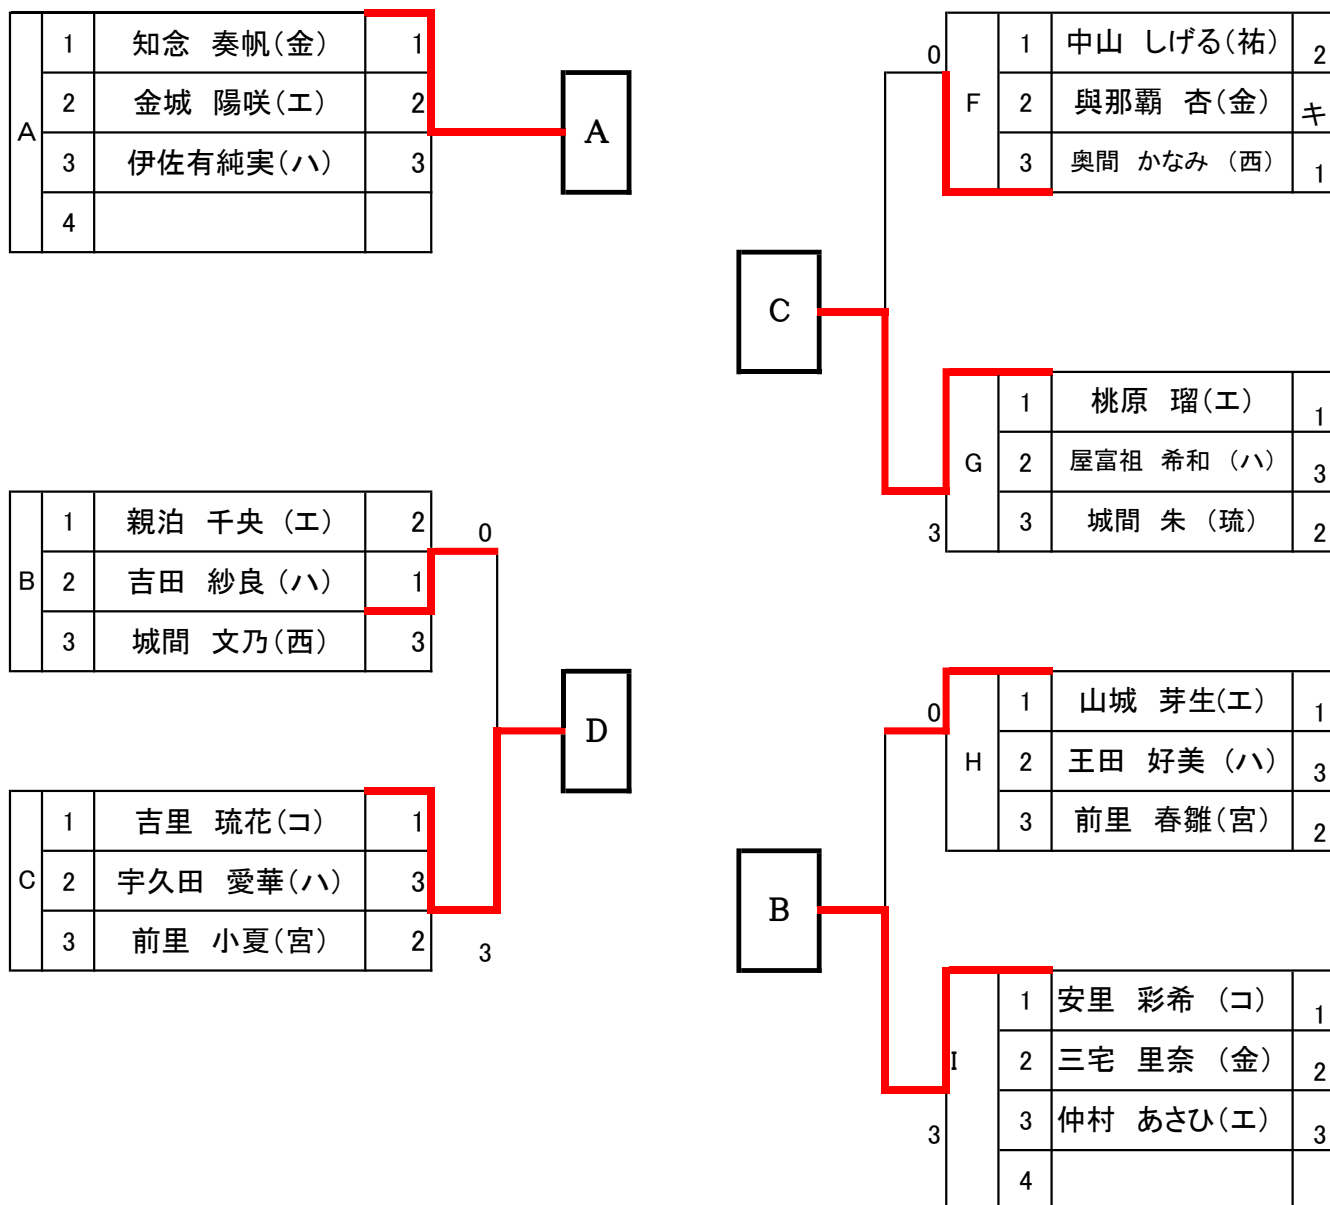 A
1 知念 奏帆(金) 1
2 金城 陽咲(エ) 2
3 伊佐有純実(ハ) 3
4
A
B
1 親泊 千央 (エ) 2
2 吉田 紗良 (ハ) 1
3 城間 文乃(西) 3
0
D
C
1 吉里 琉花(コ) 1
2 宇久田 愛華(ハ) 3
3 前里 小夏(宮) 2
3
0
F
1 中山 しげる(祐) 2
2 與那覇 杏(金) キ
3 奥間 かなみ (西) 1
C
G
1 桃原 瑠(エ) 1
2 屋富祖 希和 (ハ) 3
3 城間 朱 (琉) 2
3
0
H
1 山城 芽生(エ) 1
2 王田 好美 (ハ) 3
3 前里 春雛(宮) 2
B
I
1 安里 彩希 (コ) 1
2 三宅 里奈 (金) 2
3 仲村 あさひ(エ) 3
4
3